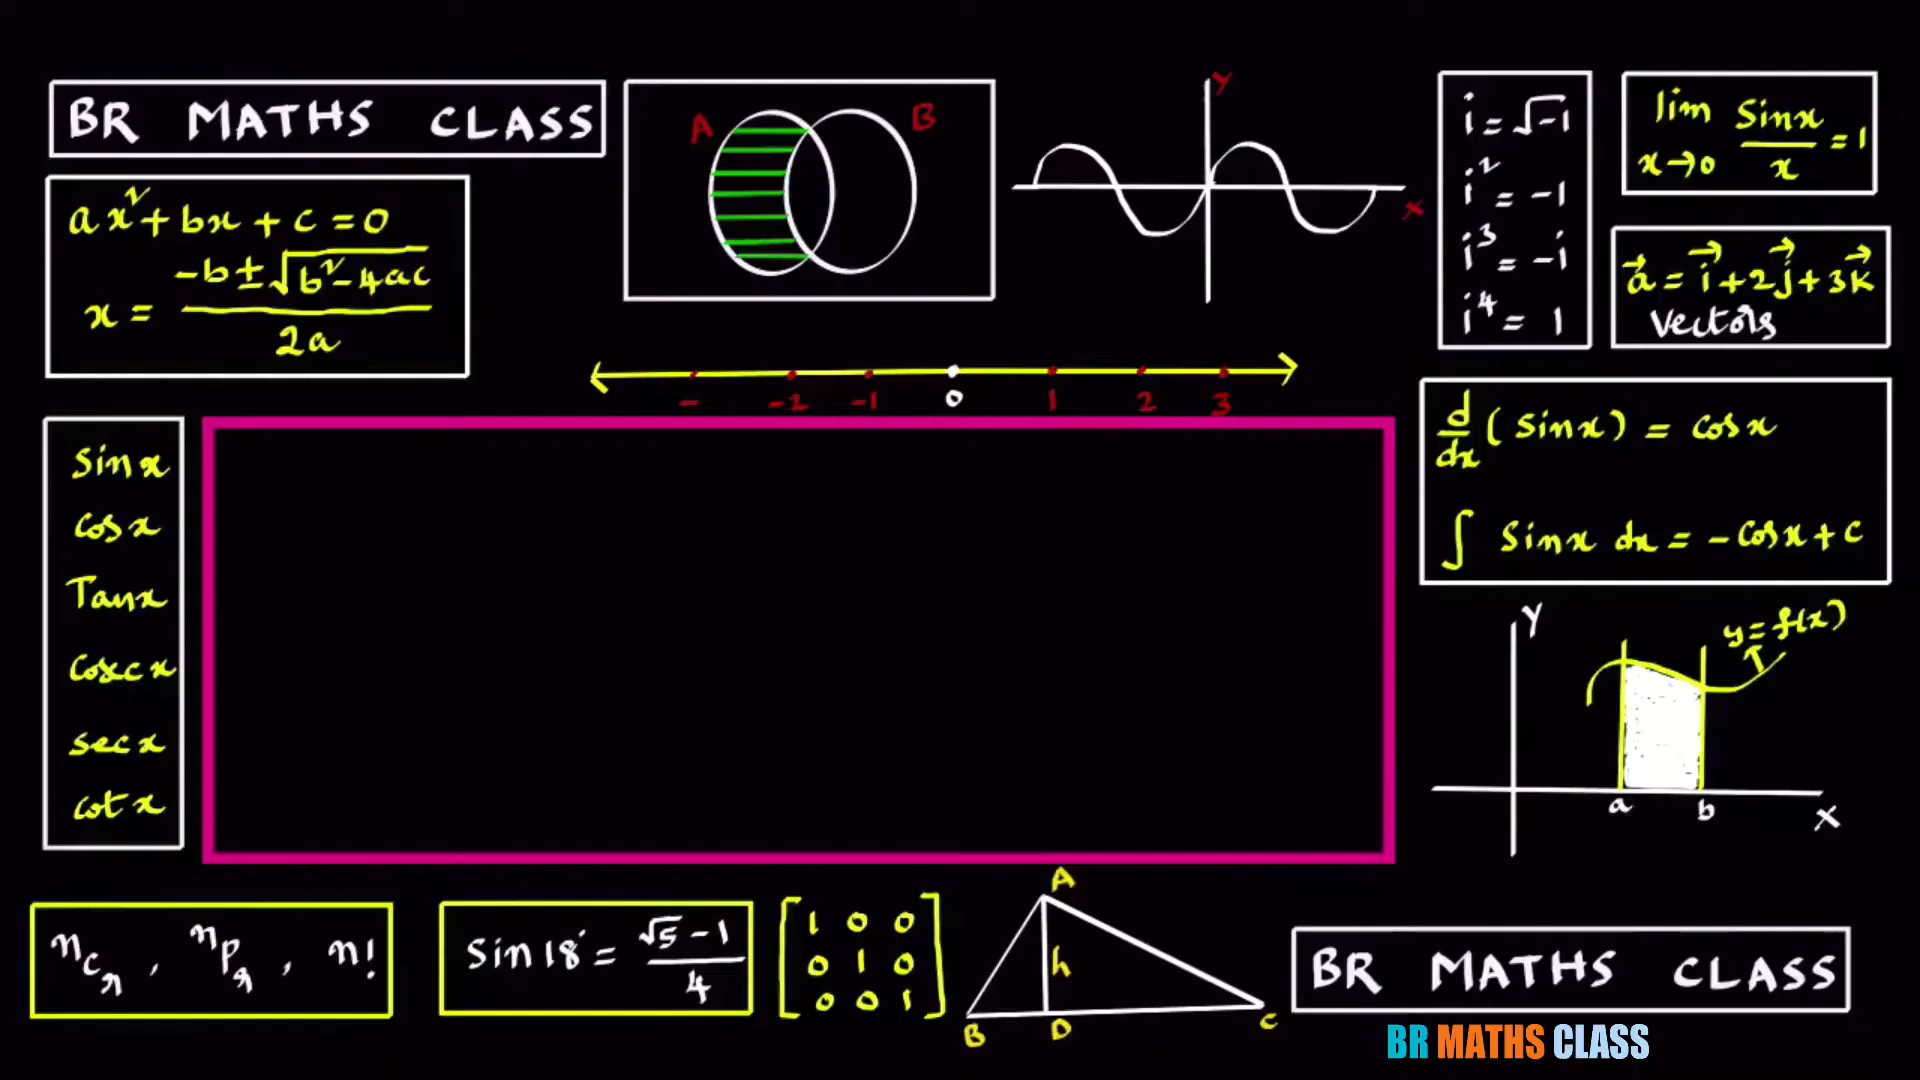 BR MATHS CLASS
ax²+bx+c=0
x = -b±√b²-4ac
2a
A B
Y
X
i=√-1
i²=-1
i³=-i
i⁴=1
lim sinx
x→0 x =1
a⃗=i⃗+2j⃗+3k⃗
Vectors
- -2 -1 0 1 2 3
sinx
cosx
Tanx
cosecx
secx
cotx
d/dx(sinx) = cosx
∫ sinx dx = -cosx+c
Y
y=f(x)
a b X
ⁿCᵣ, ⁿPᵣ, n!
sin18°= √5-1
4
1 0 0
0 1 0
0 0 1
A
h
B D C
BR MATHS CLASS
BR MATHS CLASS